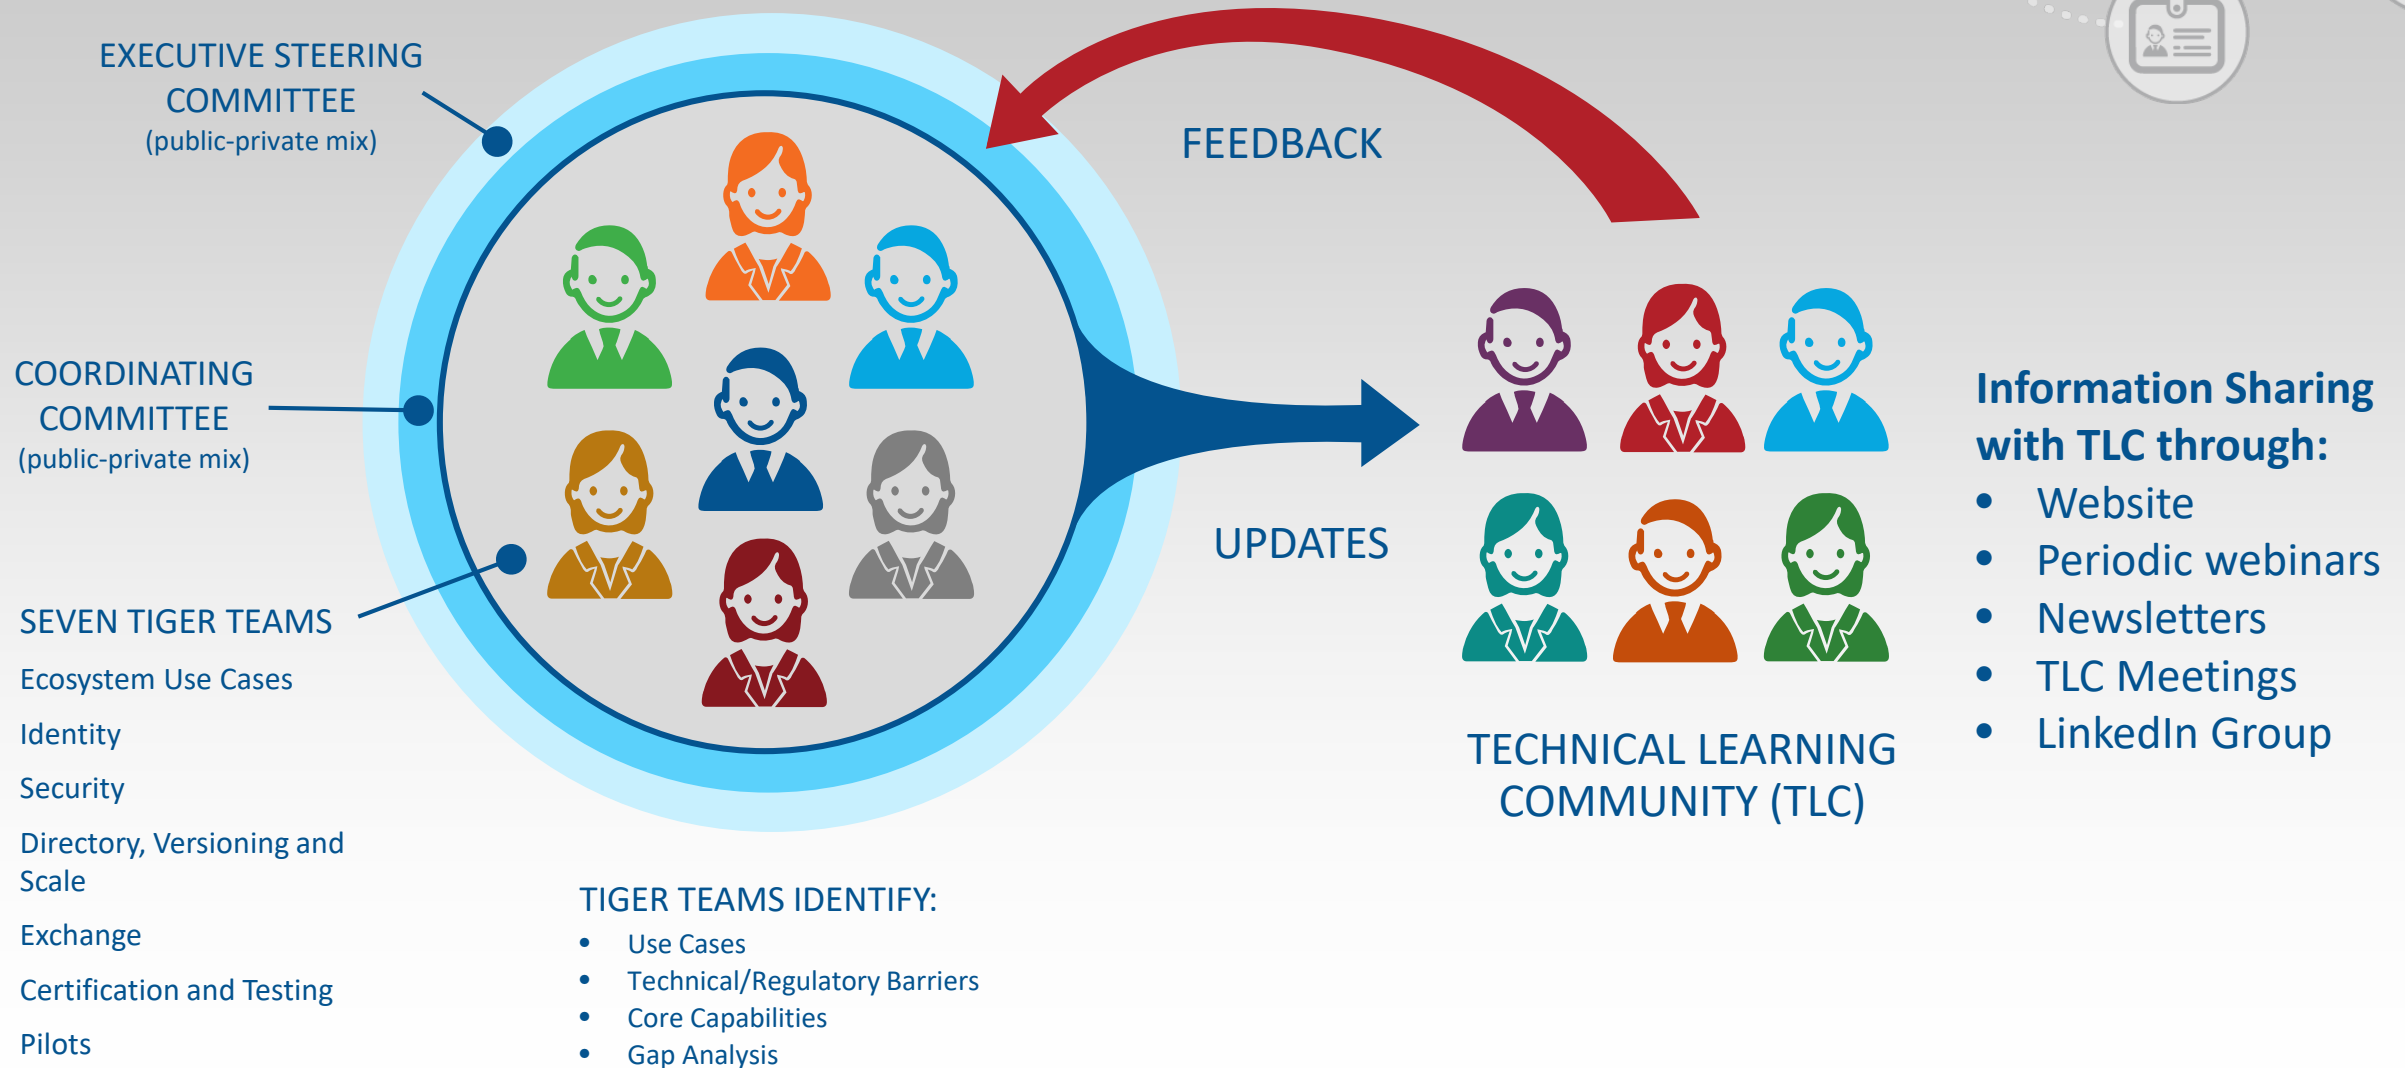 EXECUTIVE STEERING
COMMITTEE
(public-private mix)
COORDINATING
COMMITTEE
(public-private mix)
SEVEN TIGER TEAMS
Ecosystem Use Cases
Identity
Security
Directory, Versioning and
Scale
Exchange
Certification and Testing
Pilots
TIGER TEAMS IDENTIFY:
• Use Cases
• Technical/Regulatory Barriers
• Core Capabilities
• Gap Analysis
FEEDBACK
UPDATES
TECHNICAL LEARNING
COMMUNITY (TLC)
Information Sharing
with TLC through:
• Website
• Periodic webinars
• Newsletters
• TLC Meetings
• LinkedIn Group